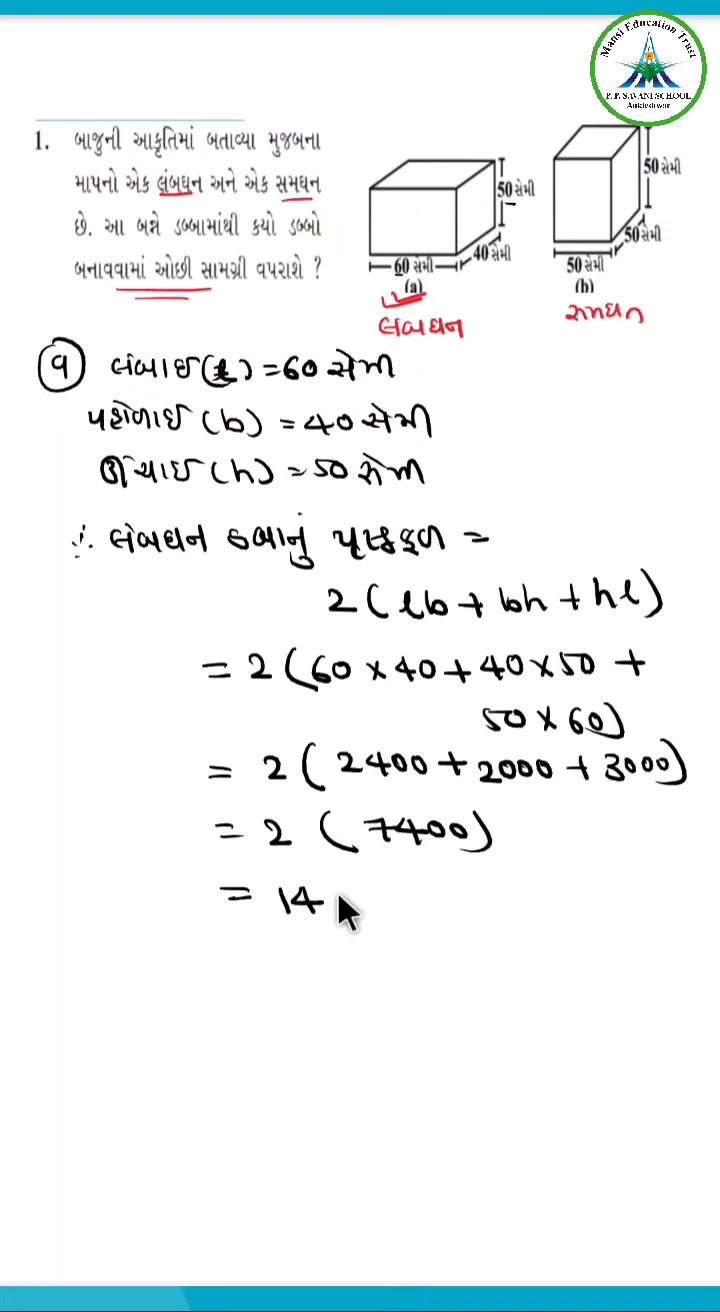 Mansi Education Trust
P. P. SAVANI SCHOOL
Ankleshwar
1. બાજુની આકૃતિમાં બતાવ્યા મુજબના
માપનો એક લંબઘન અને એક સમઘન
છે. આ બન્ને ડબ્બામાંથી કયો ડબ્બો
બનાવવામાં ઓછી સામગ્રી વપરાશે ?
50 સેમી
40 સેમી
60 સેમી
(a)
લંબઘન
50 સેમી
50 સેમી
50 સેમી
(b)
સમઘન
૧ લંબાઈ (l) = 60 સેમી
પહોળાઈ (b) = 40 સેમી
ઊંચાઈ (h) = 50 સેમી
∴ લંબઘન ડબ્બાનું પૃષ્ઠફળ =
2 ( lb + bh + hl )
= 2 ( 60 × 40 + 40 × 50 +
50 × 60 )
= 2 ( 2400 + 2000 + 3000 )
= 2 ( 7400 )
= 14